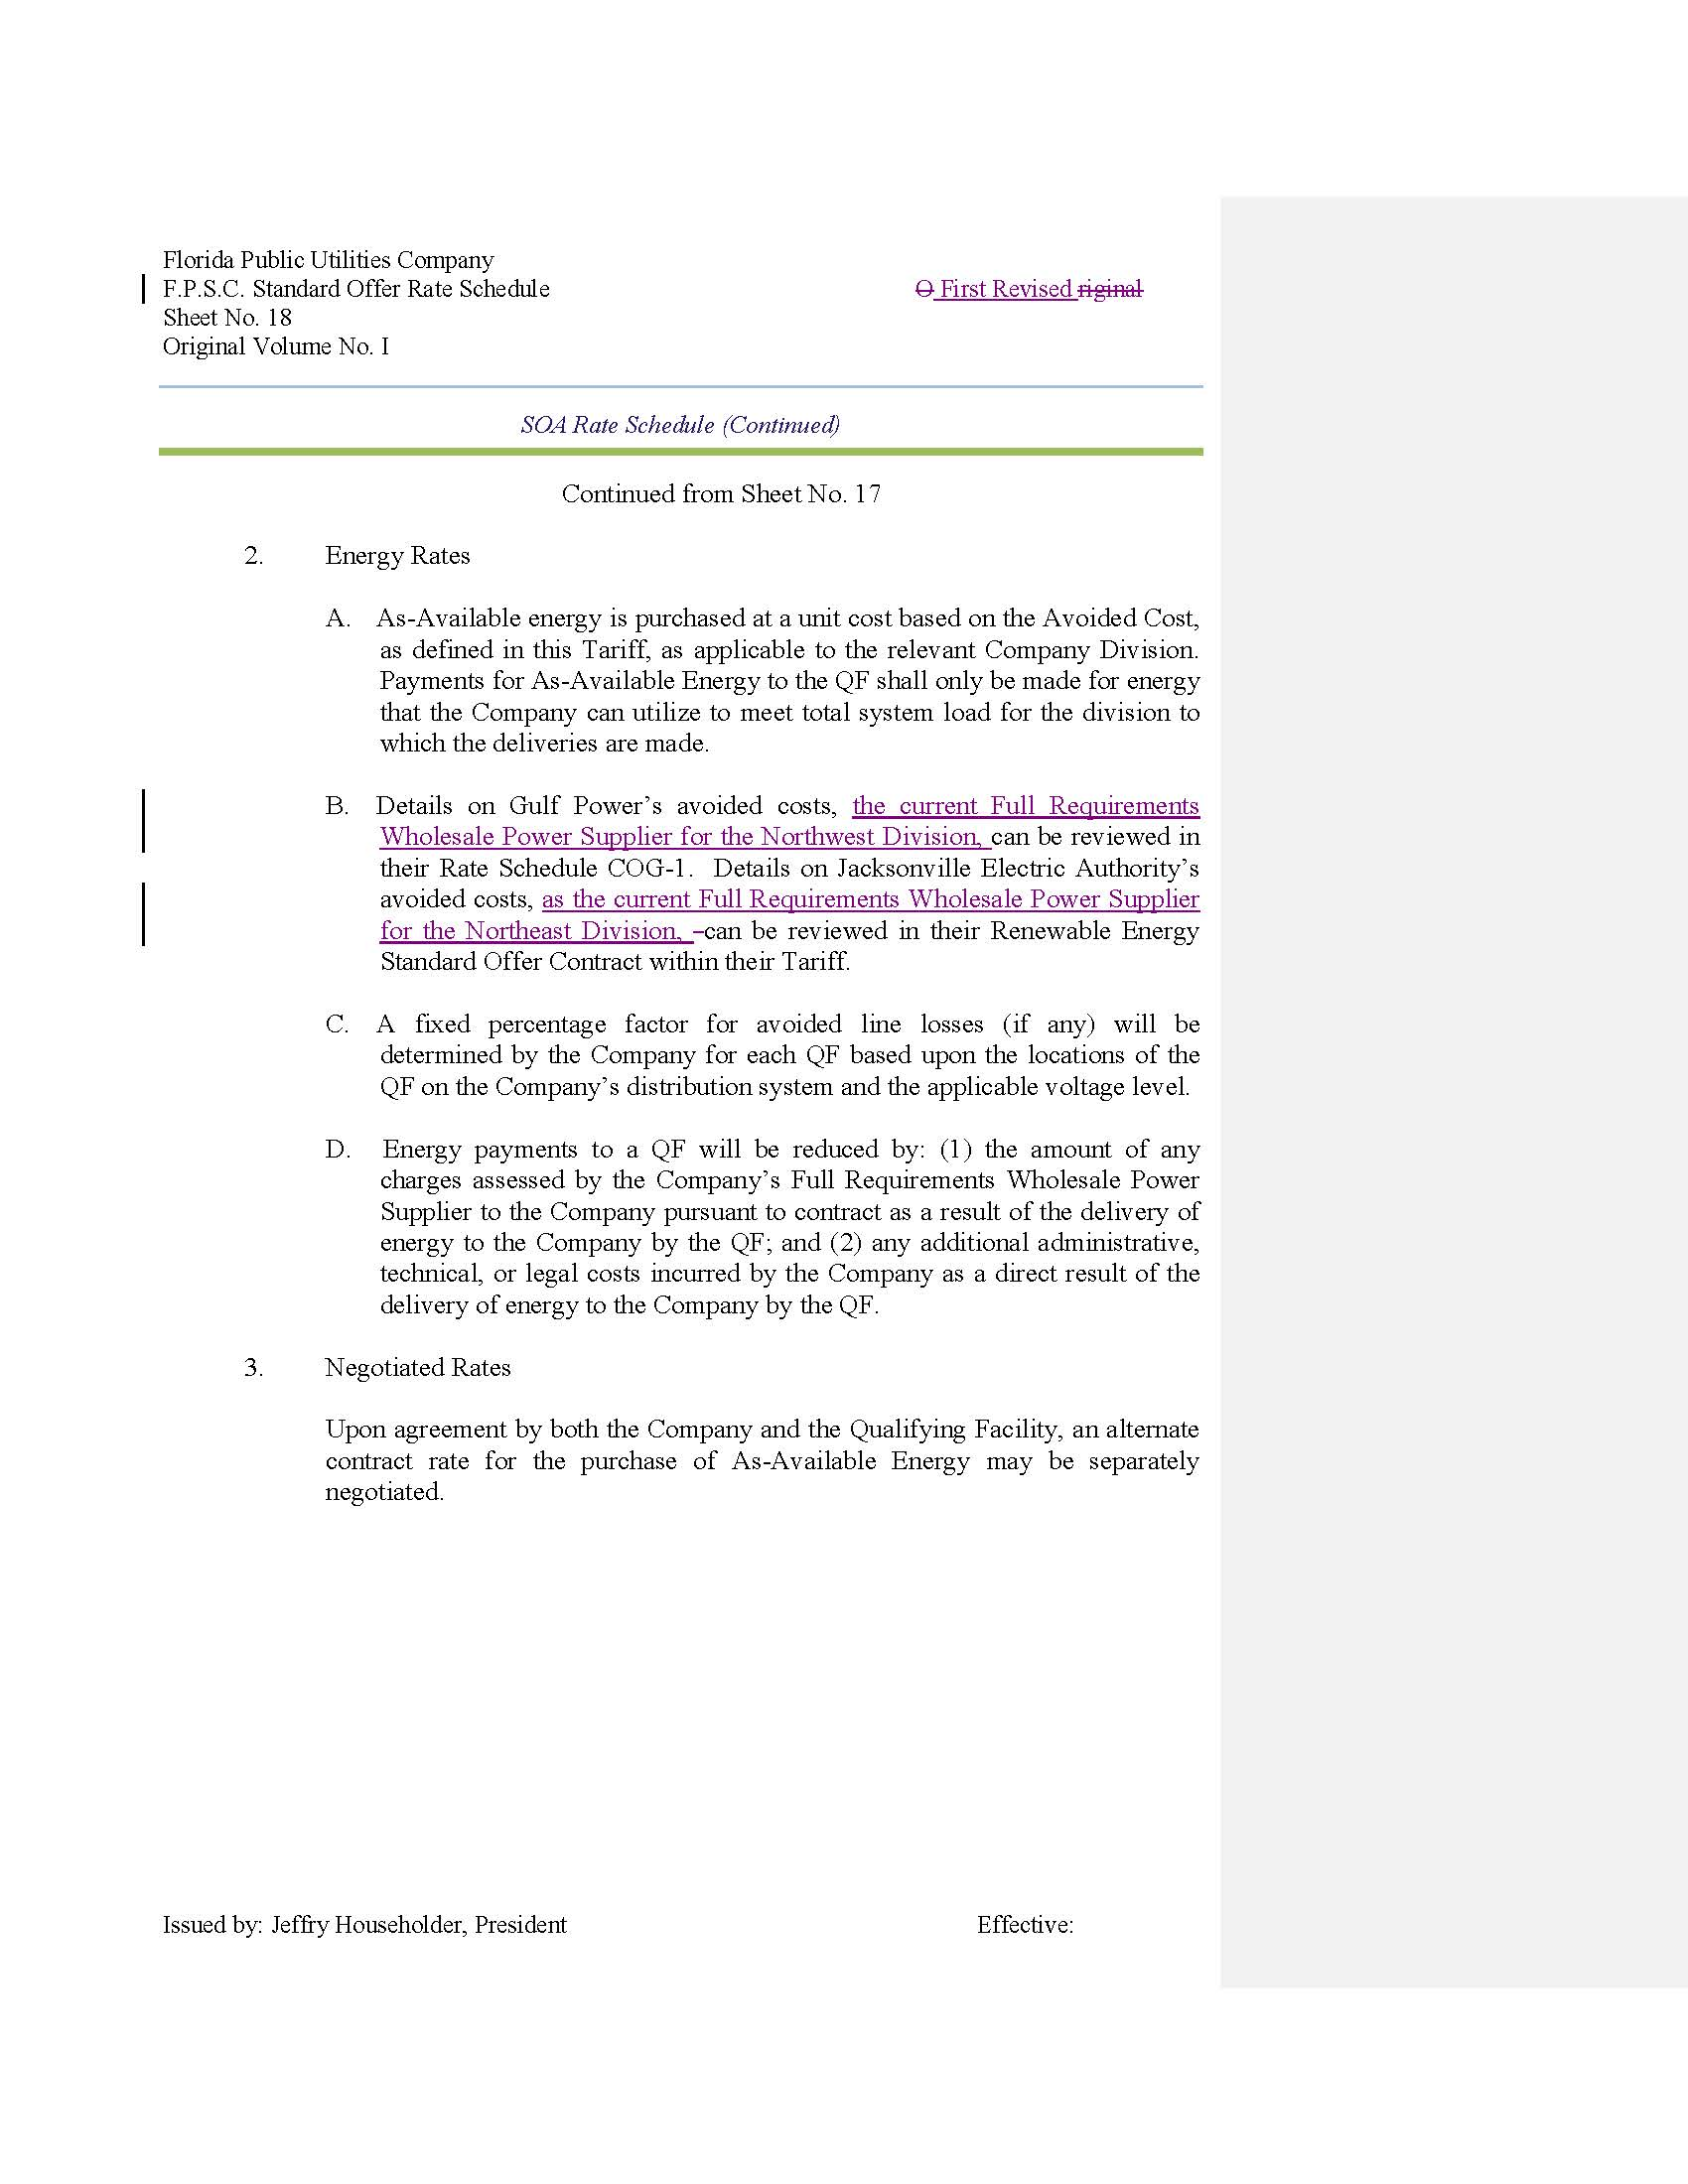 Florida Public Utilities Company
F.P.S.C. Standard Offer Rate Schedule O First Revised riginal
Sheet No. 18
Original Volume No. I
SOA Rate Schedule (Continued)
Continued from Sheet No. 17
2. Energy Rates
A. As-Available energy is purchased at a unit cost based on the Avoided Cost,
as defined in this Tariff, as applicable to the relevant Company Division.
Payments for As-Available Energy to the QF shall only be made for energy
that the Company can utilize to meet total system load for the division to
which the deliveries are made.
B. Details on Gulf Power’s avoided costs, the current Full Requirements
Wholesale Power Supplier for the Northwest Division, can be reviewed in
their Rate Schedule COG-1. Details on Jacksonville Electric Authority’s
avoided costs, as the current Full Requirements Wholesale Power Supplier
for the Northeast Division, can be reviewed in their Renewable Energy
Standard Offer Contract within their Tariff.
C. A fixed percentage factor for avoided line losses (if any) will be
determined by the Company for each QF based upon the locations of the
QF on the Company’s distribution system and the applicable voltage level.
D. Energy payments to a QF will be reduced by: (1) the amount of any
charges assessed by the Company’s Full Requirements Wholesale Power
Supplier to the Company pursuant to contract as a result of the delivery of
energy to the Company by the QF; and (2) any additional administrative,
technical, or legal costs incurred by the Company as a direct result of the
delivery of energy to the Company by the QF.
3. Negotiated Rates
Upon agreement by both the Company and the Qualifying Facility, an alternate
contract rate for the purchase of As-Available Energy may be separately
negotiated.
Issued by: Jeffry Householder, President Effective: